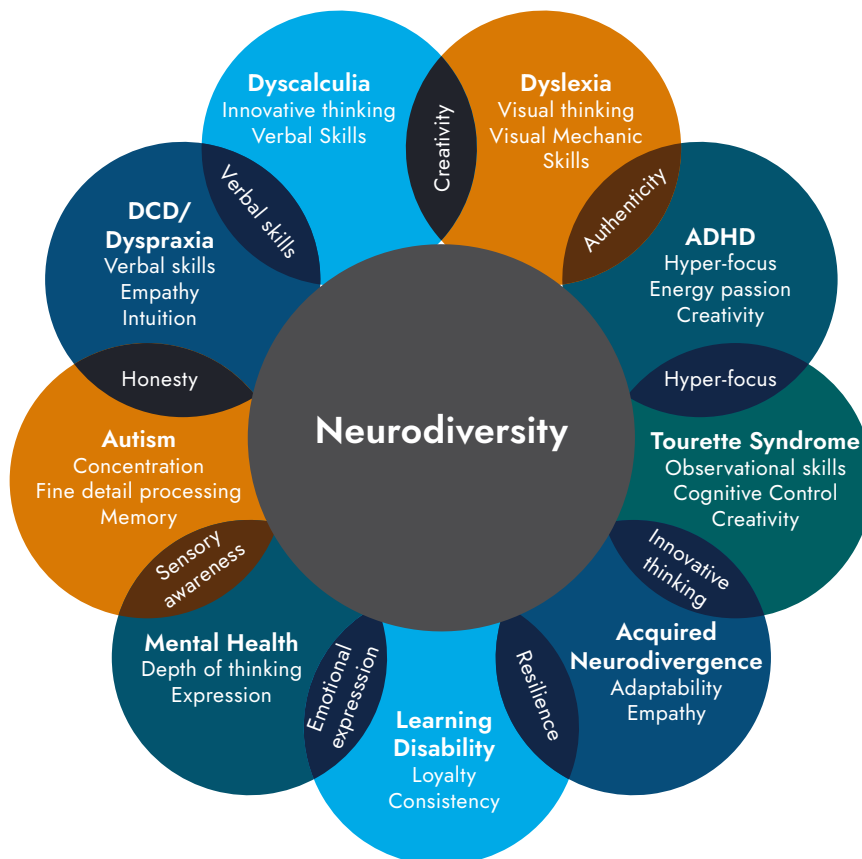 Dyscalculia
Innovative thinking
Verbal Skills
Creativity
Dyslexia
Visual thinking
Visual Mechanic
Skills
Authenticity
ADHD
Hyper-focus
Energy passion
Creativity
Hyper-focus
Tourette Syndrome
Observational skills
Cognitive Control
Creativity
Innovative
thinking
Acquired
Neurodivergence
Adaptability
Empathy
Resilience
Learning
Disability
Loyalty
Consistency
Emotional
expresssion
Mental Health
Depth of thinking
Expression
Sensory
awareness
Autism
Concentration
Fine detail processing
Memory
Honesty
DCD/
Dyspraxia
Verbal skills
Empathy
Intuition
Verbal skills
Neurodiversity